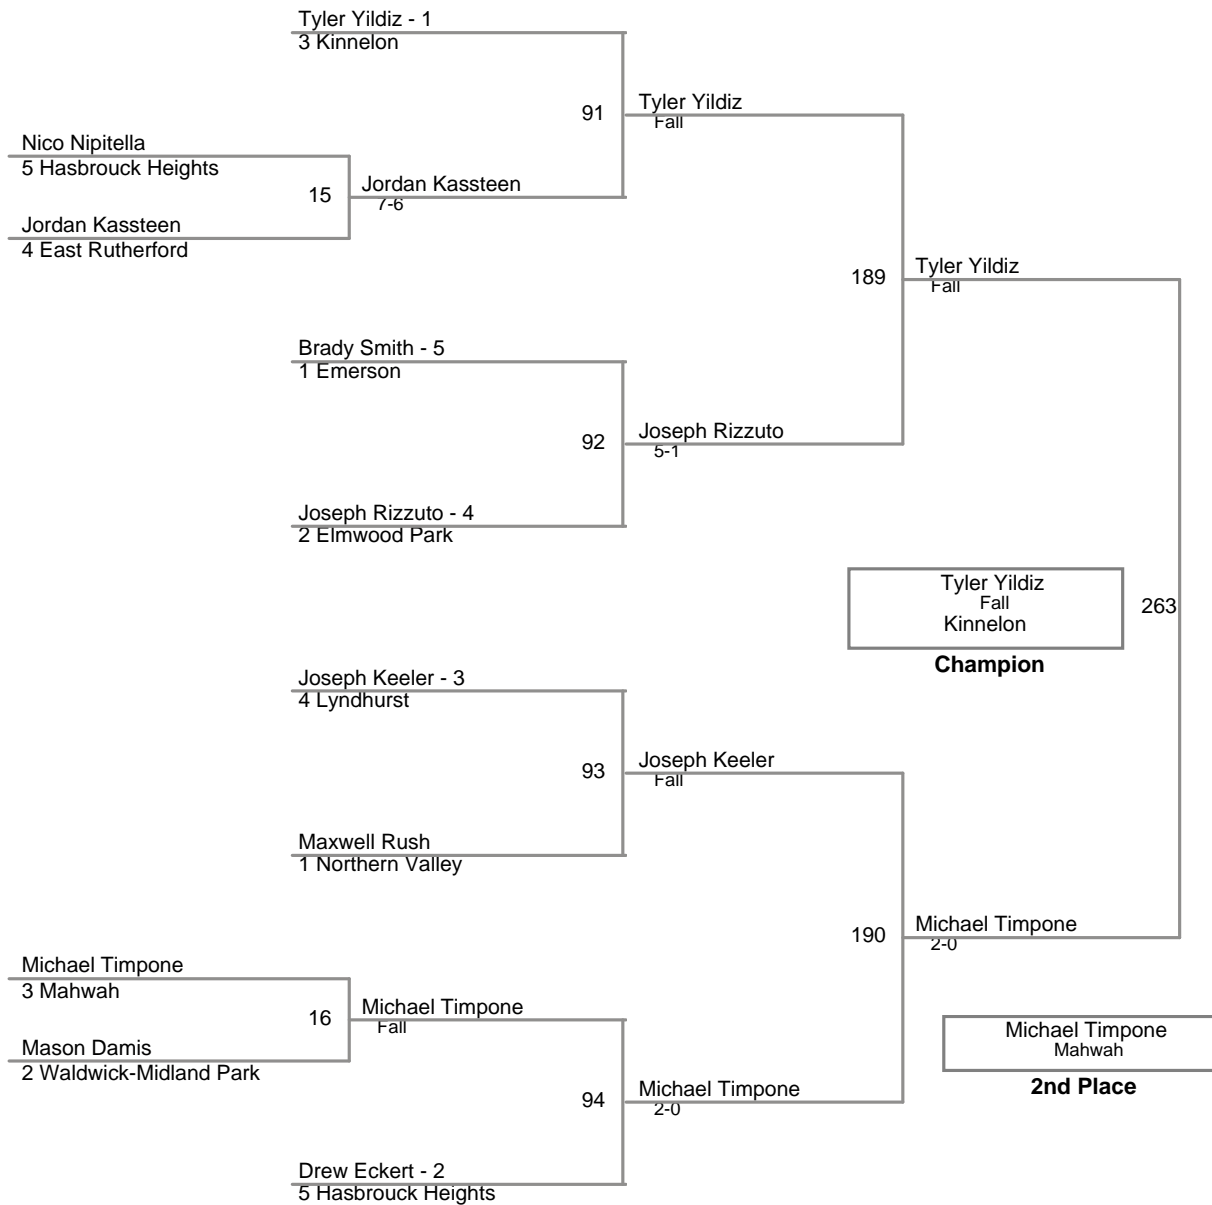 Tyler Yildiz - 1
3 Kinnelon
91
Tyler Yildiz
Fall
Nico Nipitella
5 Hasbrouck Heights
15
Jordan Kassteen
7-6
Jordan Kassteen
4 East Rutherford
189
Tyler Yildiz
Fall
Brady Smith - 5
1 Emerson
92
Joseph Rizzuto
5-1
Joseph Rizzuto - 4
2 Elmwood Park
Tyler Yildiz
Fall
Kinnelon
263
Champion
Joseph Keeler - 3
4 Lyndhurst
93
Joseph Keeler
Fall
Maxwell Rush
1 Northern Valley
190
Michael Timpone
2-0
Michael Timpone
3 Mahwah
16
Michael Timpone
Fall
Mason Damis
2 Waldwick-Midland Park
Michael Timpone
Mahwah
2nd Place
94
Michael Timpone
2-0
Drew Eckert - 2
5 Hasbrouck Heights